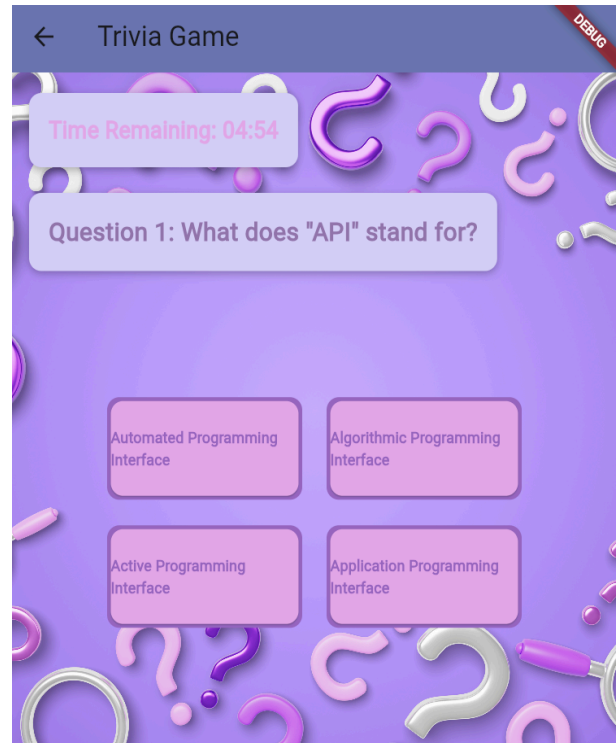 Trivia Game
DEBUG
Time Remaining: 04:54
Question 1: What does "API" stand for?
Automated Programming
Interface
Algorithmic Programming
Interface
Active Programming
Interface
Application Programming
Interface